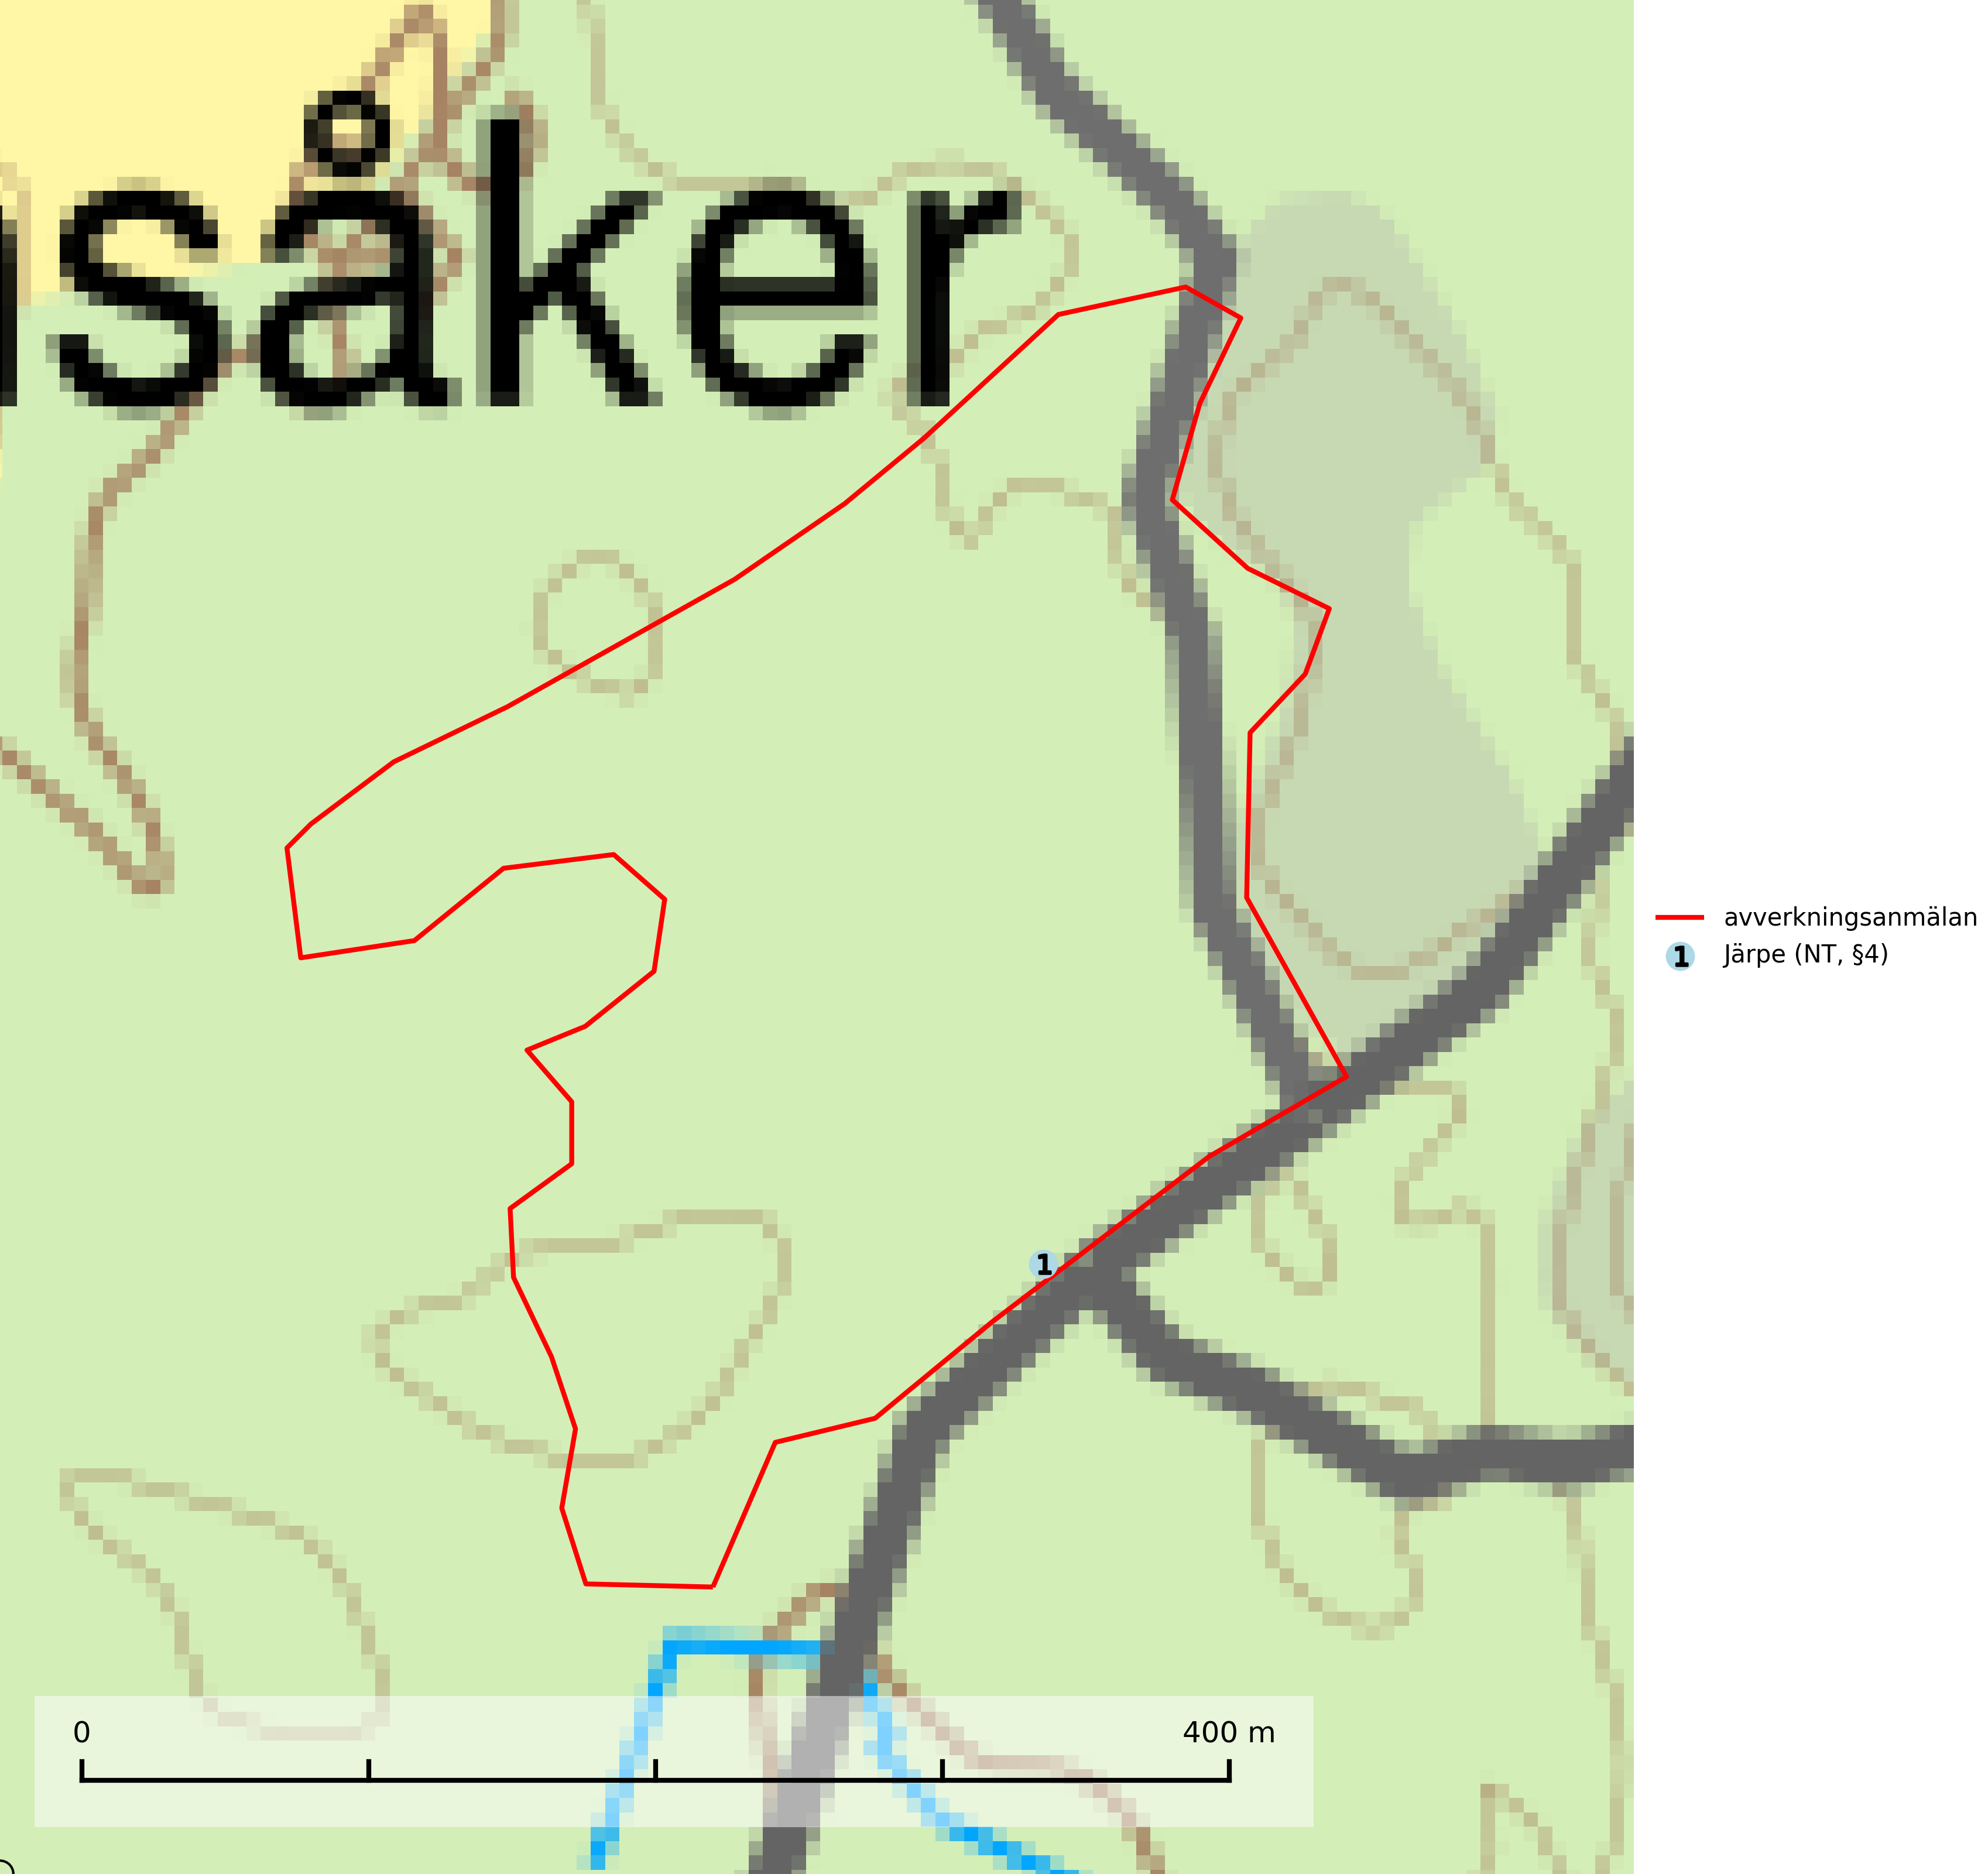 såker
1
avverkningsanmälan
1 Järpe (NT, §4)
0 400 m